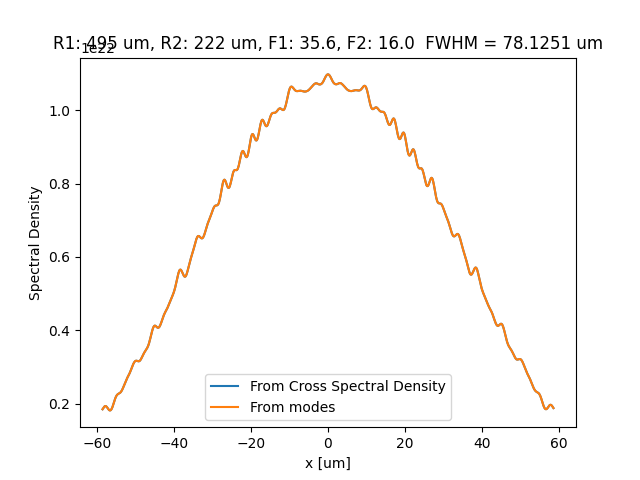 R1: 495 um, R2: 222 um, F1: 35.6, F2: 16.0  FWHM = 78.1251 um
1e22
1.0
0.8
0.6
0.4
0.2
Spectral Density
From Cross Spectral Density
From modes
−60 −40 −20 0 20 40 60
x [um]